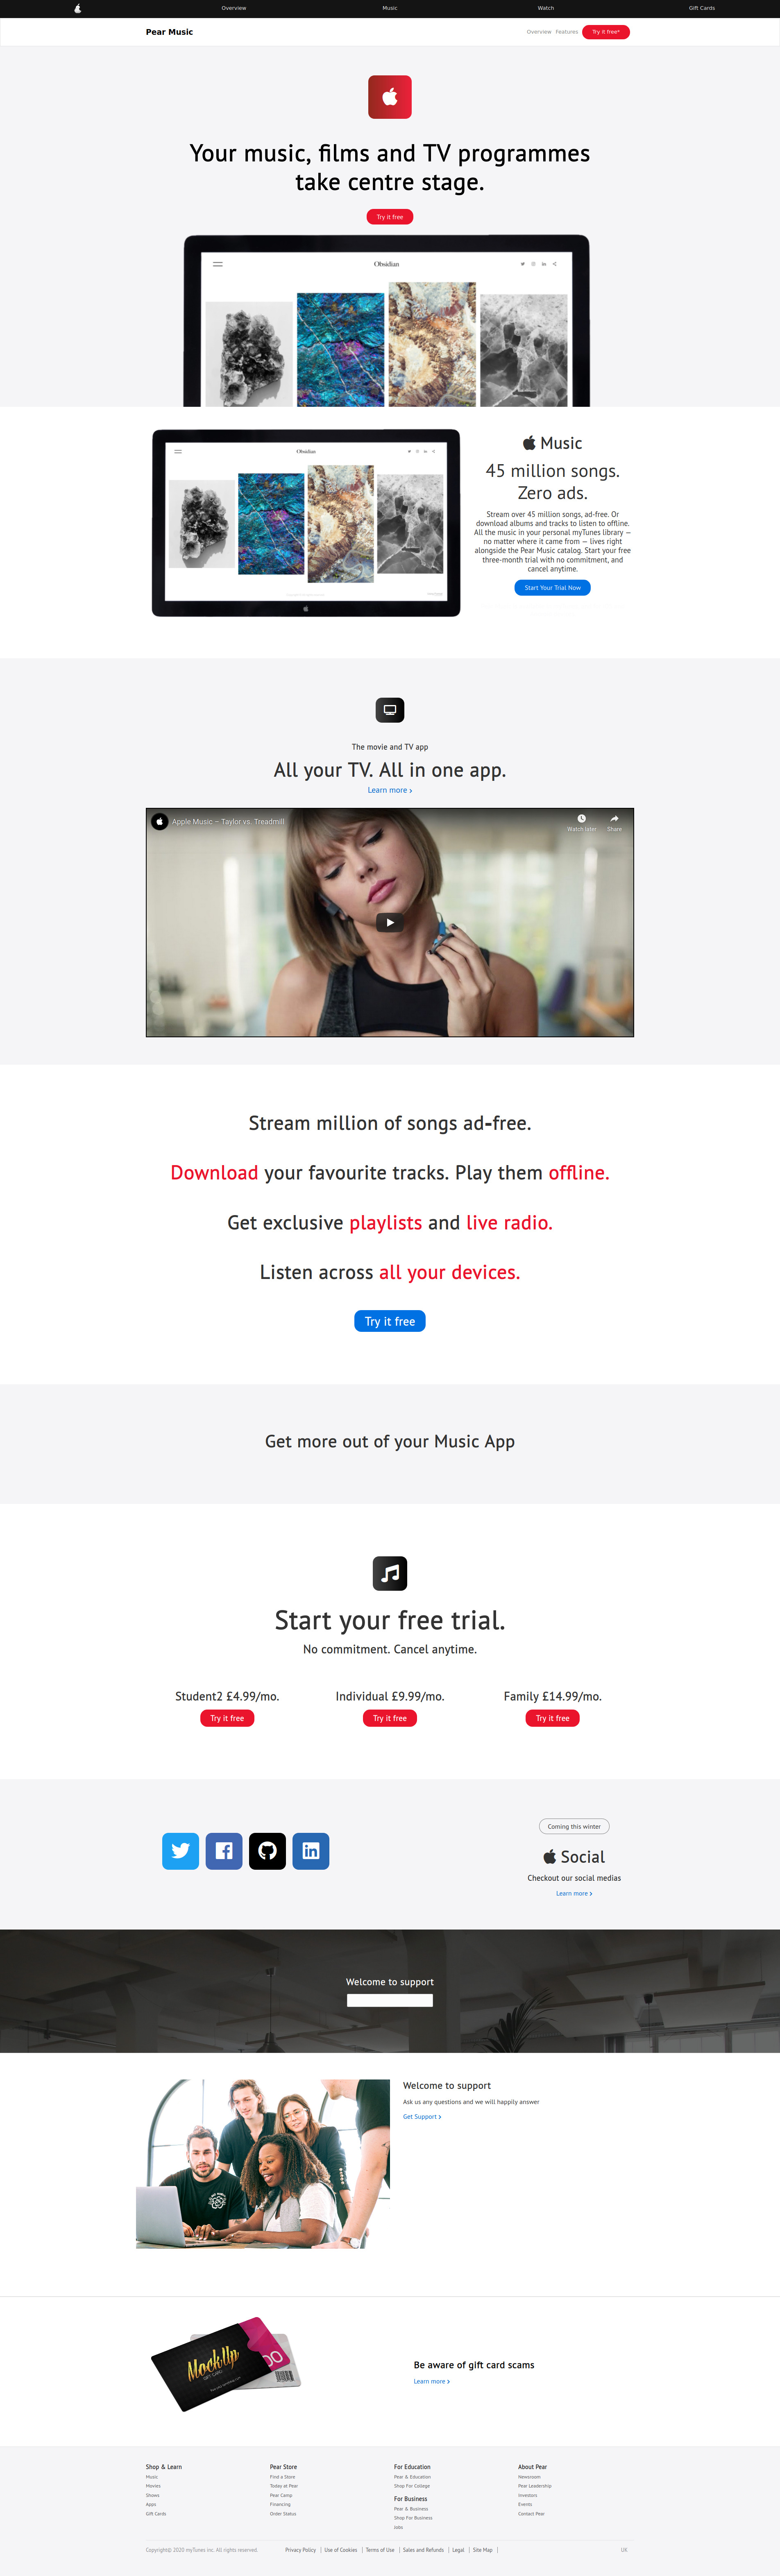 Overview
Music
Watch
Gift Cards
Pear Music
Overview Features Try it free*
Your music, films and TV programmes
take centre stage.
Try it free
Obsidian
Obsidian
Music
45 million songs.
Zero ads.
Stream over 45 million songs, ad-free. Or
download albums and tracks to listen to offline.
All the music in your personal myTunes library —
no matter where it came from — lives right
alongside the Pear Music catalog. Start your free
three-month trial with no commitment, and
cancel anytime.
Start Your Trial Now
The movie and TV app
All your TV. All in one app.
Learn more ›
Apple Music – Taylor vs. Treadmill
Watch later
Share
Stream million of songs ad-free.
Download your favourite tracks. Play them offline.
Get exclusive playlists and live radio.
Listen across all your devices.
Try it free
Get more out of your Music App
Start your free trial.
No commitment. Cancel anytime.
Student2 £4.99/mo.
Try it free
Individual £9.99/mo.
Try it free
Family £14.99/mo.
Try it free
Coming this winter
Social
Checkout our social medias
Learn more ›
Welcome to support
Welcome to support
Ask us any questions and we will happily answer
Get Support ›
MockUp
GIFT CARD
Be aware of gift card scams
Learn more ›
Shop & Learn
Music
Movies
Shows
Apps
Gift Cards
Pear Store
Find a Store
Today at Pear
Pear Camp
Financing
Order Status
For Education
Pear & Education
Shop For College
For Business
Pear & Business
Shop For Business
Jobs
About Pear
Newsroom
Pear Leadership
Investors
Events
Contact Pear
Copyright© 2020 myTunes inc. All rights reserved.
Privacy Policy | Use of Cookies | Terms of Use | Sales and Refunds | Legal | Site Map |
UK